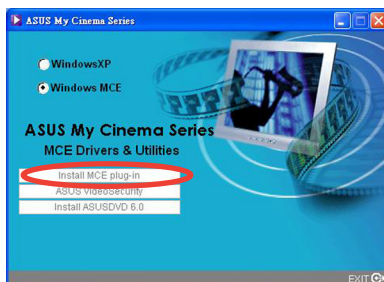 ASUS My Cinema Series
WindowsXP
Windows MCE
ASUS My Cinema Series
MCE Drivers & Utilities
Install MCE plug-in
ASUS VideoSecurity
Install ASUSDVD 6.0
EXIT